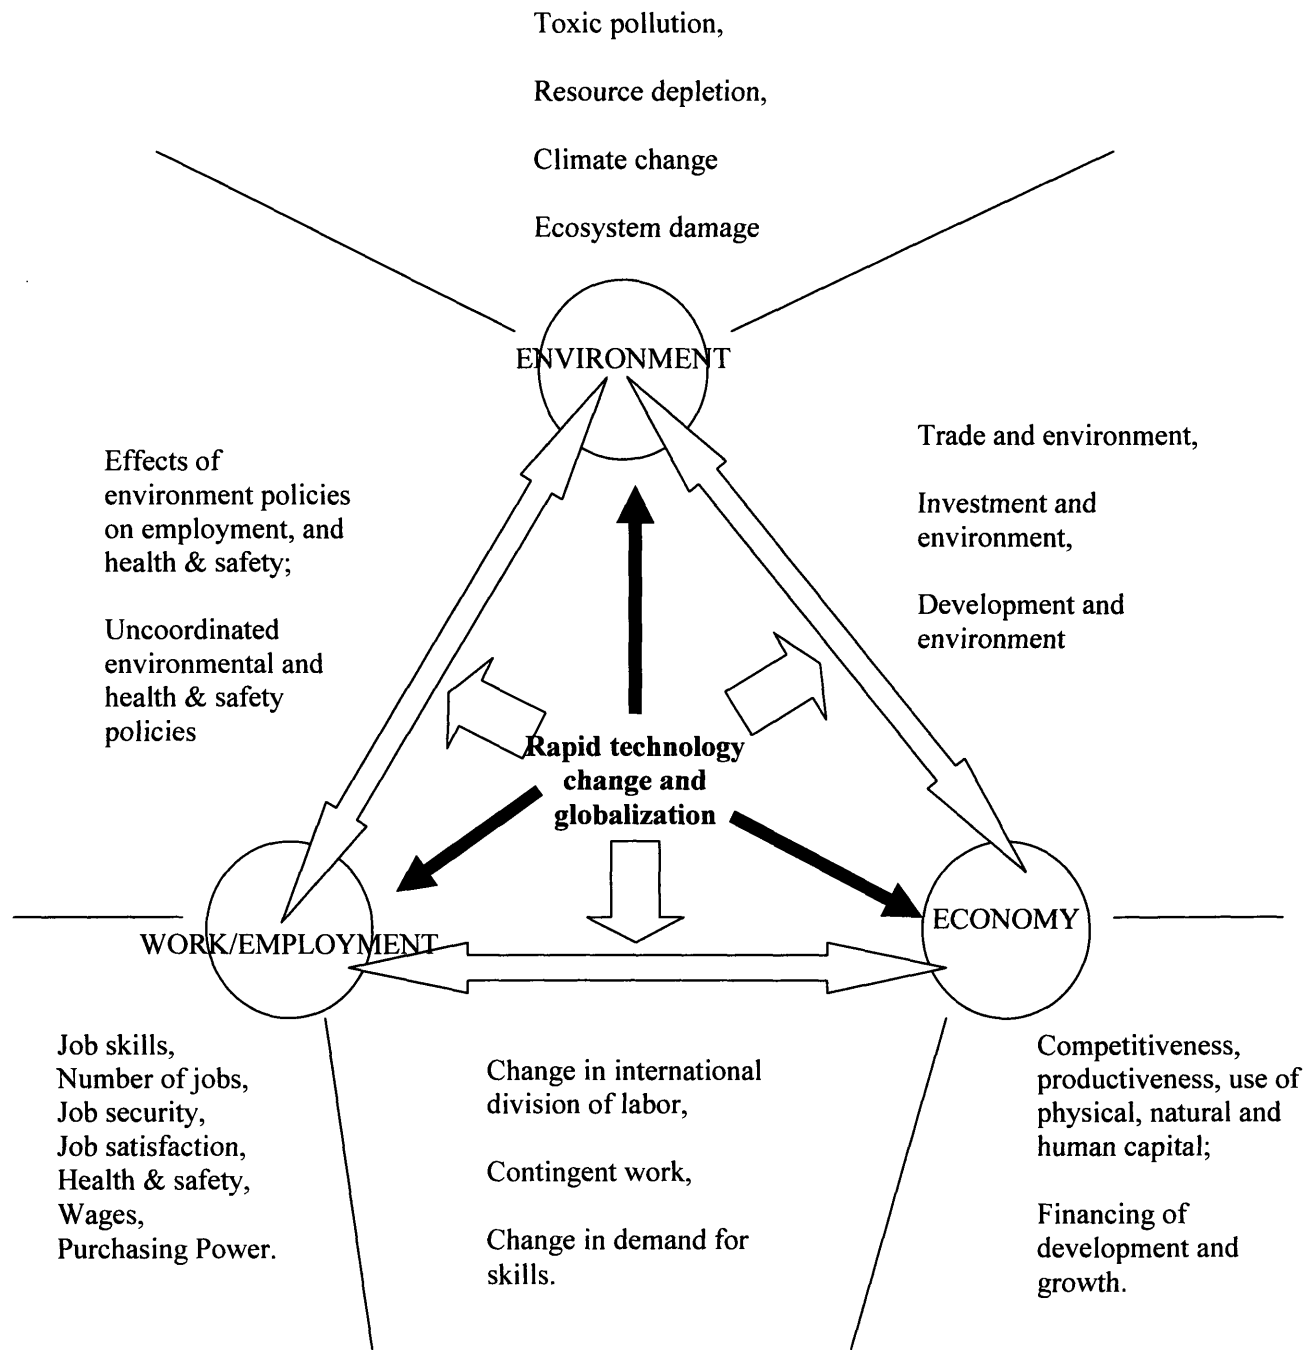 Toxic pollution,
Resource depletion,
Climate change
Ecosystem damage
ENVIRONMENT
Effects of
environment policies
on employment, and
health & safety;
Uncoordinated
environmental and
health & safety
policies
Trade and environment,
Investment and
environment,
Development and
environment
Rapid technology
change and
globalization
WORK/EMPLOYMENT
ECONOMY
Job skills,
Number of jobs,
Job security,
Job satisfaction,
Health & safety,
Wages,
Purchasing Power.
Change in international
division of labor,
Contingent work,
Change in demand for
skills.
Competitiveness,
productiveness, use of
physical, natural and
human capital;
Financing of
development and
growth.